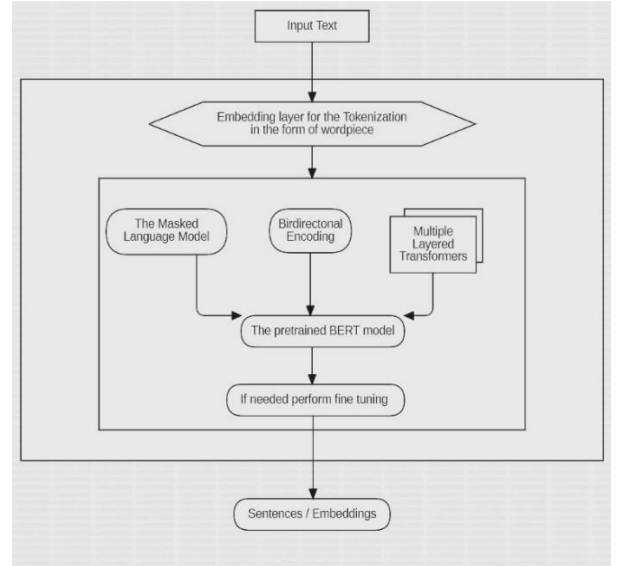 Input Text
Embedding layer for the Tokenization
in the form of wordpiece
The Masked
Language Model
Birdirectonal
Encoding
Multiple
Layered
Transformers
The pretrained BERT model
If needed perform fine tuning
Sentences / Embeddings